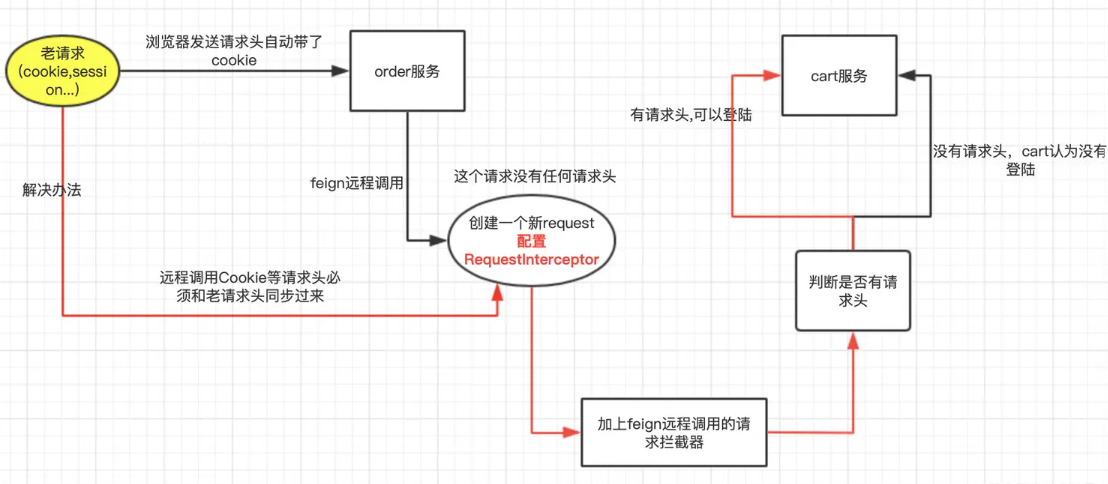 老请求
(cookie,sessi
on...)
浏览器发送请求头自动带了
cookie
order服务
cart服务
有请求头,可以登陆
没有请求头，cart认为没有
登陆
解决办法
feign远程调用
这个请求没有任何请求头
创建一个新request
配置
RequestInterceptor
远程调用Cookie等请求头必
须和老请求头同步过来
判断是否有请
求头
加上feign远程调用的请
求拦截器